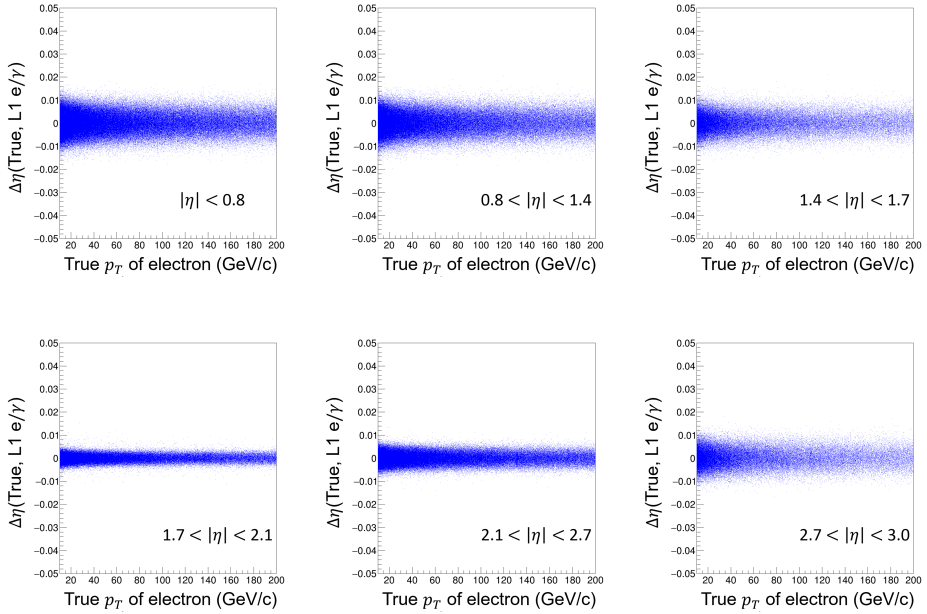 0.05
0.04
0.03
0.02
0.01
0
−0.01
−0.02
−0.03
−0.04
−0.05
Δη(True, L1 e/γ)
|η| < 0.8
20 40 60 80 100 120 140 160 180 200
True p_T of electron (GeV/c)
0.05
0.04
0.03
0.02
0.01
0
−0.01
−0.02
−0.03
−0.04
−0.05
Δη(True, L1 e/γ)
0.8 < |η| < 1.4
20 40 60 80 100 120 140 160 180 200
True p_T of electron (GeV/c)
0.05
0.04
0.03
0.02
0.01
0
−0.01
−0.02
−0.03
−0.04
−0.05
Δη(True, L1 e/γ)
1.4 < |η| < 1.7
20 40 60 80 100 120 140 160 180 200
True p_T of electron (GeV/c)
0.05
0.04
0.03
0.02
0.01
0
−0.01
−0.02
−0.03
−0.04
−0.05
Δη(True, L1 e/γ)
1.7 < |η| < 2.1
20 40 60 80 100 120 140 160 180 200
True p_T of electron (GeV/c)
0.05
0.04
0.03
0.02
0.01
0
−0.01
−0.02
−0.03
−0.04
−0.05
Δη(True, L1 e/γ)
2.1 < |η| < 2.7
20 40 60 80 100 120 140 160 180 200
True p_T of electron (GeV/c)
0.05
0.04
0.03
0.02
0.01
0
−0.01
−0.02
−0.03
−0.04
−0.05
Δη(True, L1 e/γ)
2.7 < |η| < 3.0
20 40 60 80 100 120 140 160 180 200
True p_T of electron (GeV/c)